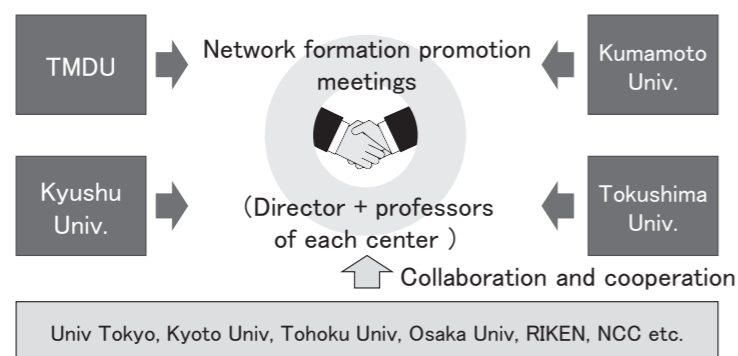 TMDU
Network formation promotion
meetings
Kumamoto
Univ.
Kyushu
Univ.
(Director + professors
of each center )
Tokushima
Univ.
Collaboration and cooperation
Univ Tokyo, Kyoto Univ, Tohoku Univ, Osaka Univ, RIKEN, NCC etc.